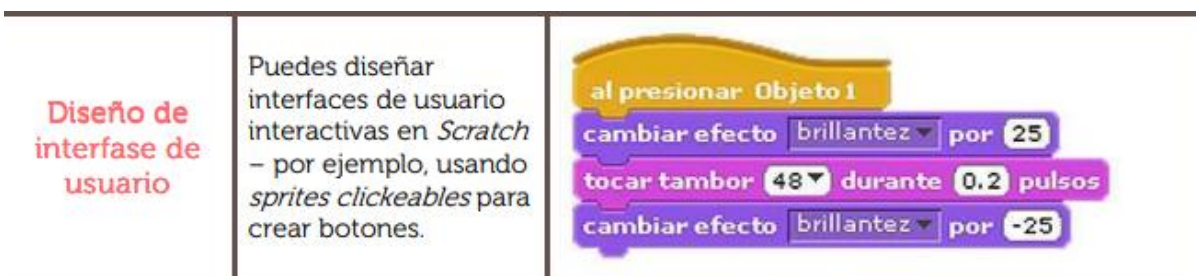 Diseño de
interfase de
usuario
Puedes diseñar
interfaces de usuario
interactivas en Scratch
– por ejemplo, usando
sprites clickeables para
crear botones.
al presionar Objeto1
cambiar efecto brillantez por 25
tocar tambor 48 durante 0.2 pulsos
cambiar efecto brillantez por -25